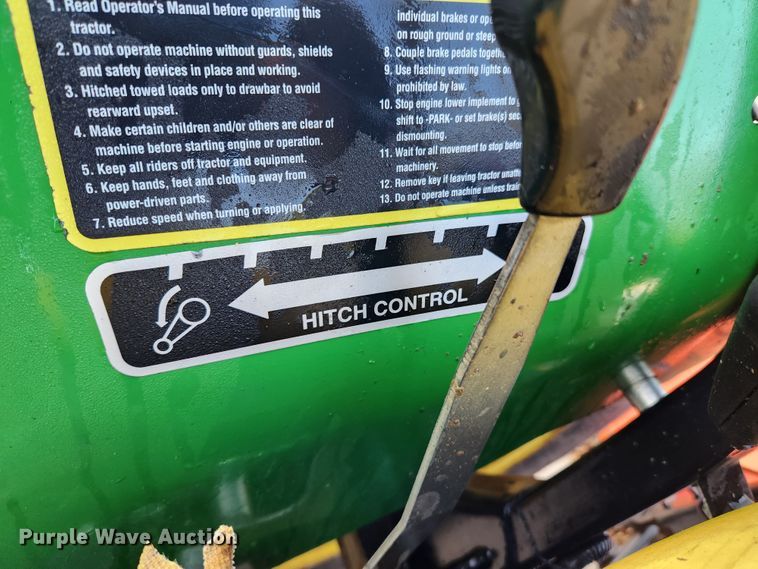 1. Read Operator's Manual before operating this
tractor.
2. Do not operate machine without guards, shields
and safety devices in place and working.
3. Hitched towed loads only to drawbar to avoid
rearward upset.
4. Make certain children and/or others are clear of
machine before starting engine or operation.
5. Keep all riders off tractor and equipment.
6. Keep hands, feet and clothing away from
power-driven parts.
7. Reduce speed when turning or applying.
individual brakes or
on rough ground or steep
8. Couple brake pedals
9. Use flashing warning lights
prohibited by law.
10. Stop engine lower implement to
shift to -PARK- or set brake(s)
dismounting.
11. Wait for all movement to stop before
machinery.
12. Remove key if leaving tractor
13. Do not operate machine unless
HITCH CONTROL
Purple Wave Auction